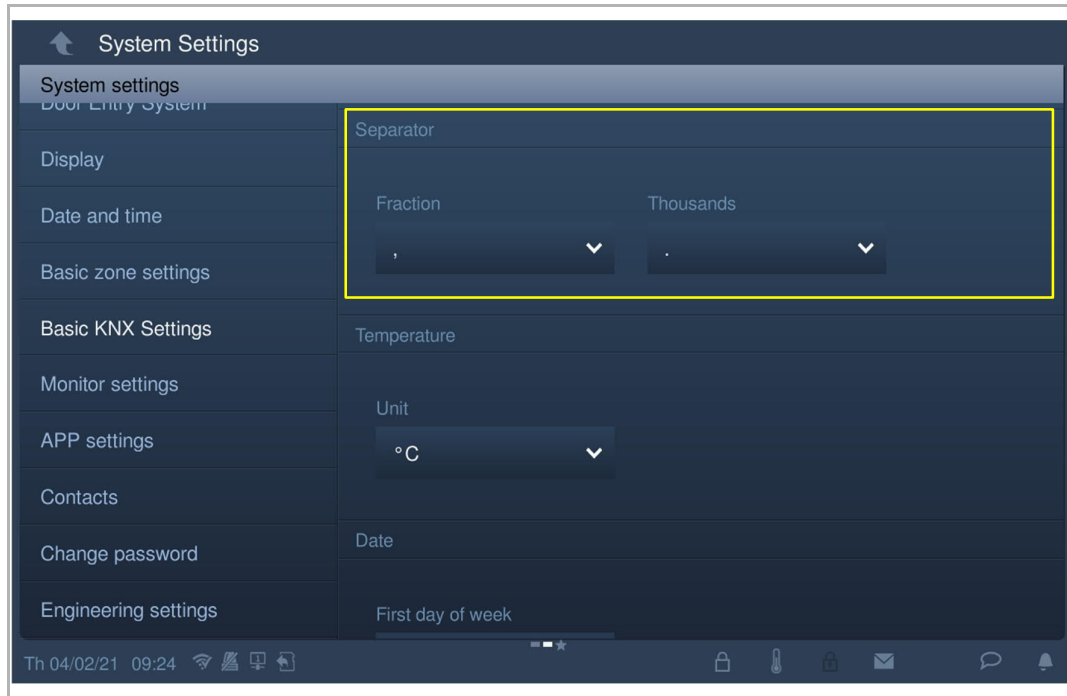 System Settings
System settings
Door Entry System
Display
Date and time
Basic zone settings
Basic KNX Settings
Monitor settings
APP settings
Contacts
Change password
Engineering settings
Separator
Fraction
Thousands
,
.
Temperature
Unit
°C
Date
First day of week
Th 04/02/21 09:24